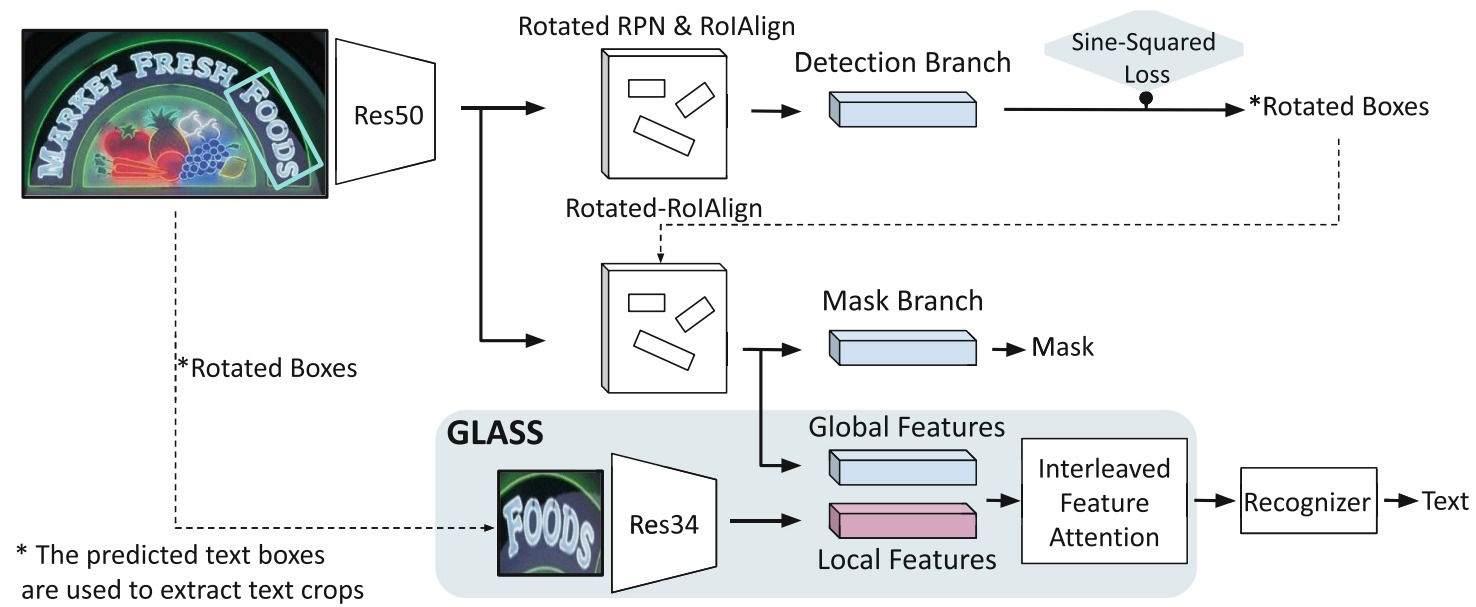 Rotated RPN & RoIAlign
MARKET FRESH FOODS
Res50
Detection Branch
Sine-Squared
Loss
*Rotated Boxes
Rotated-RoIAlign
Mask Branch
Mask
*Rotated Boxes
GLASS
Global Features
FOODS
Res34
Local Features
Interleaved
Feature
Attention
Recognizer
Text
* The predicted text boxes
are used to extract text crops